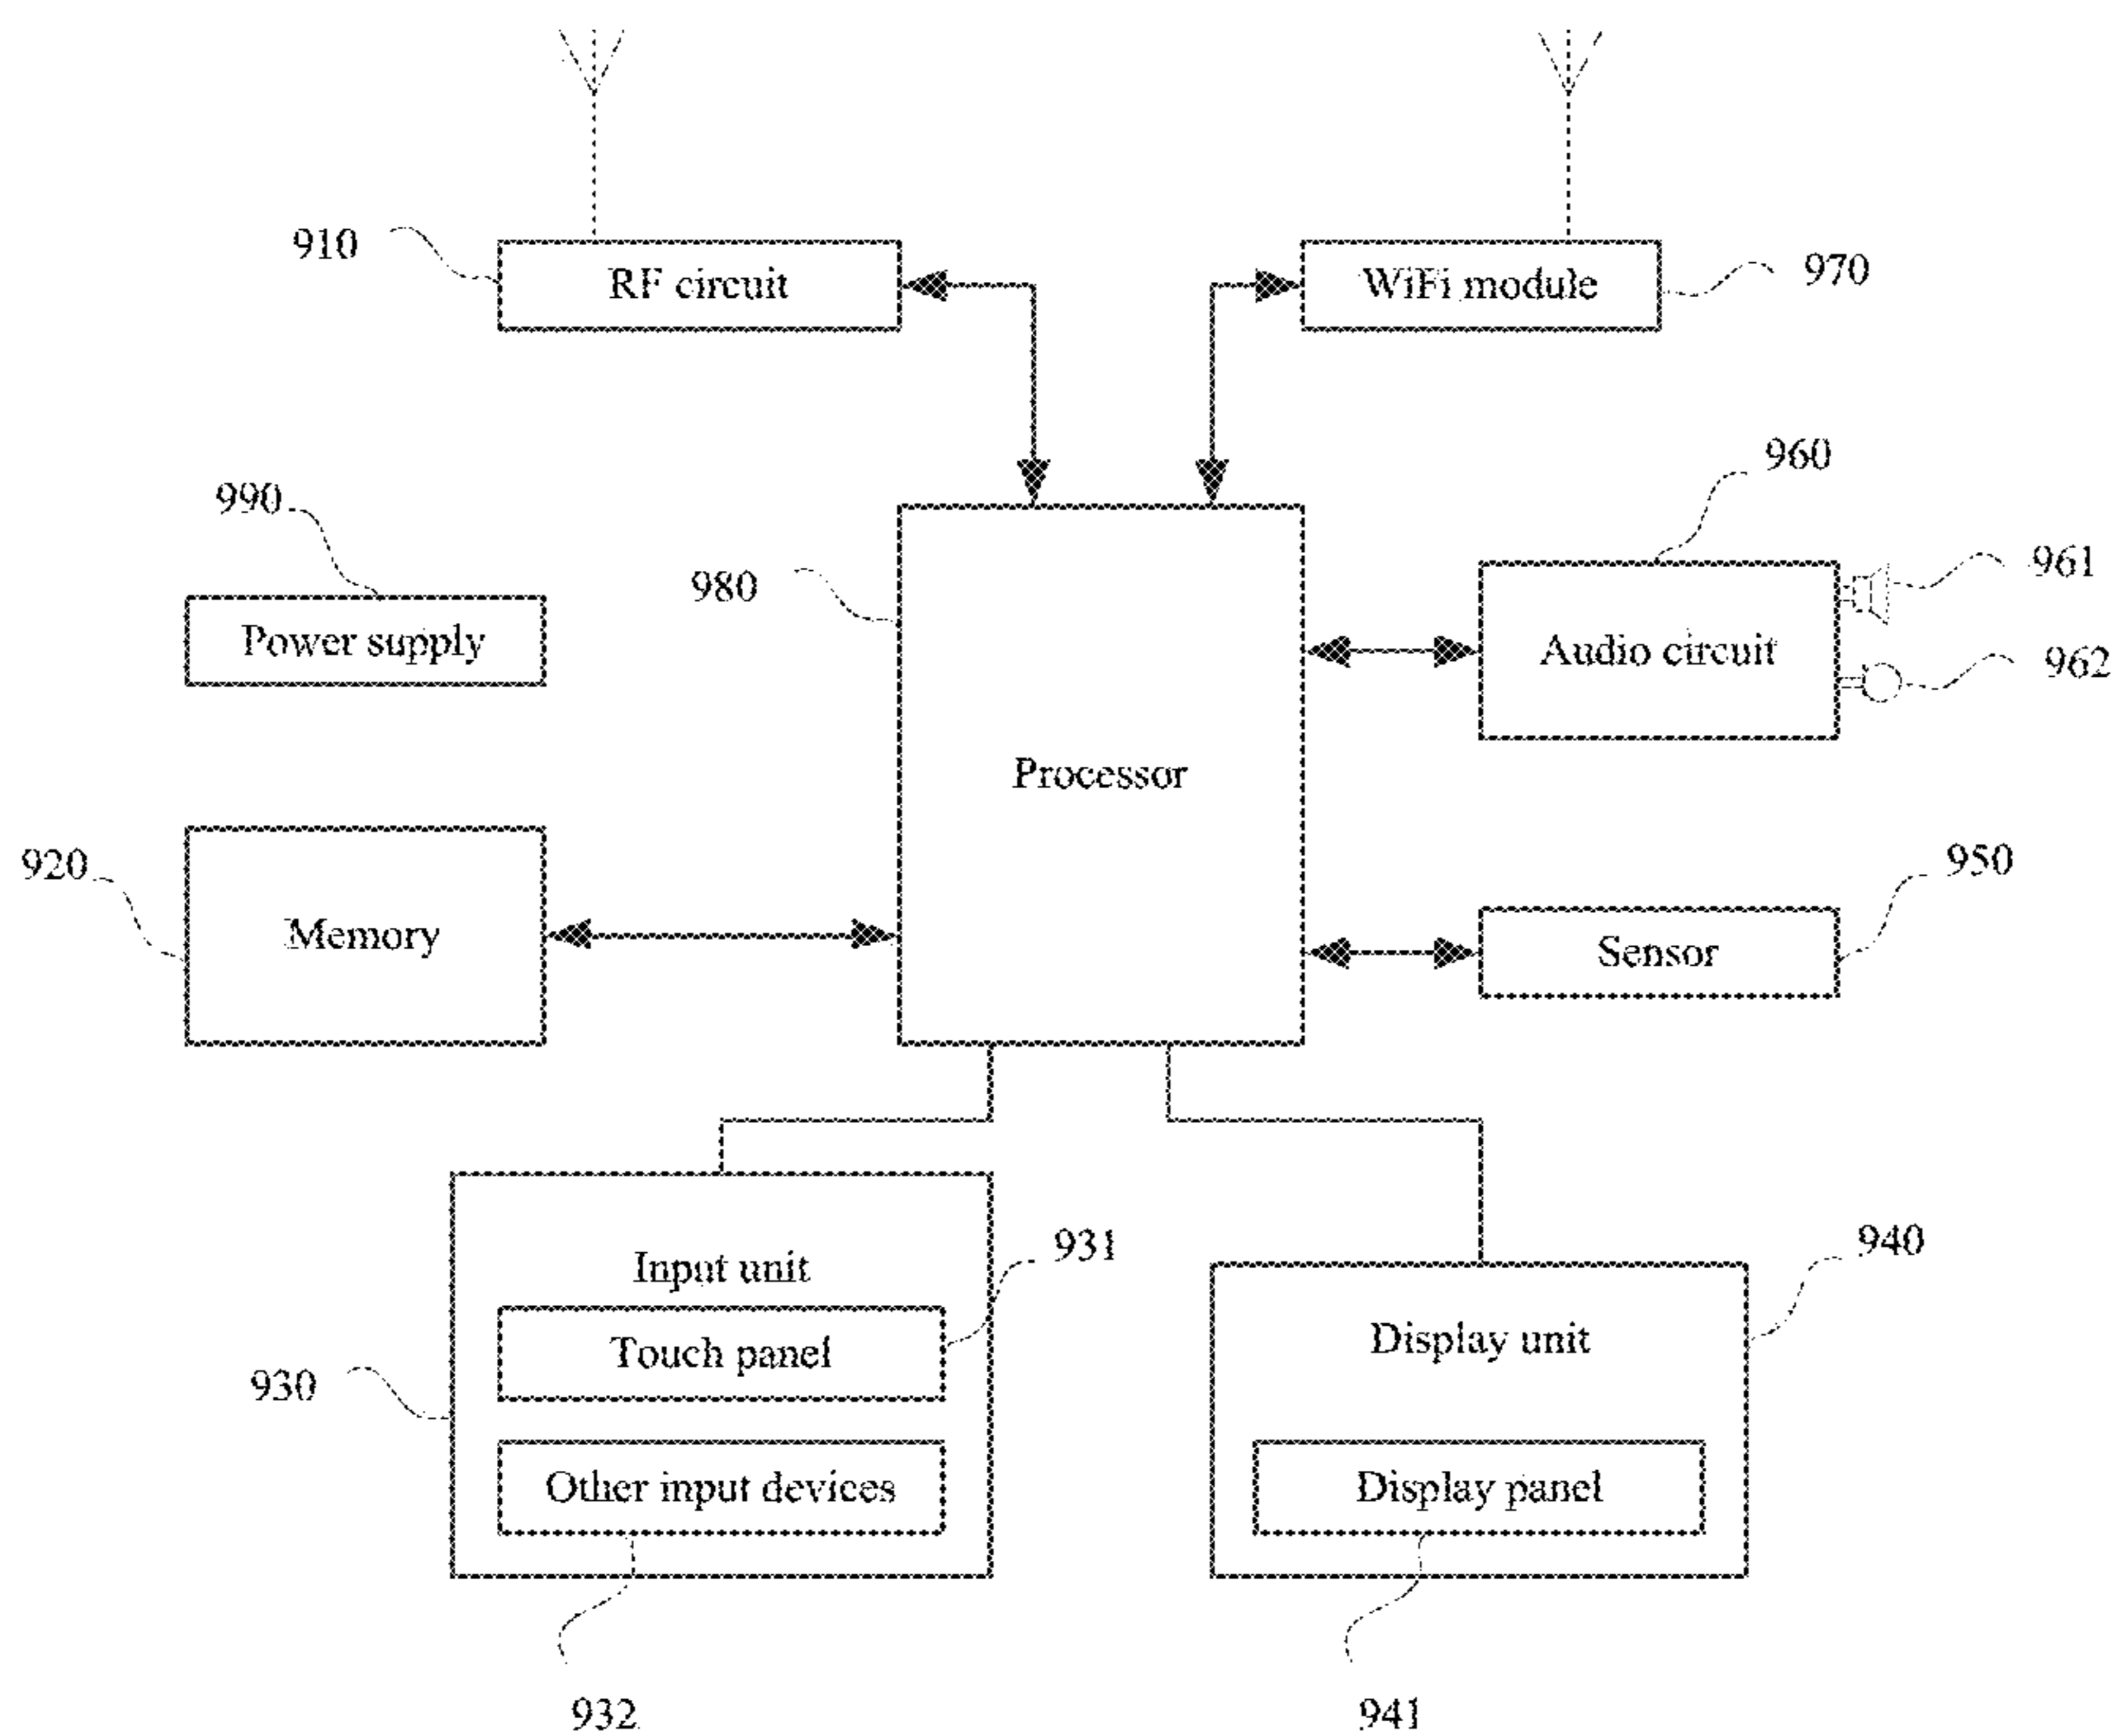 910
RF circuit
WiFi module
970
990
Power supply
980
Processor
960
Audio circuit
961
962
920
Memory
950
Sensor
Input unit
931
Touch panel
930
Other input devices
932
940
Display unit
Display panel
941